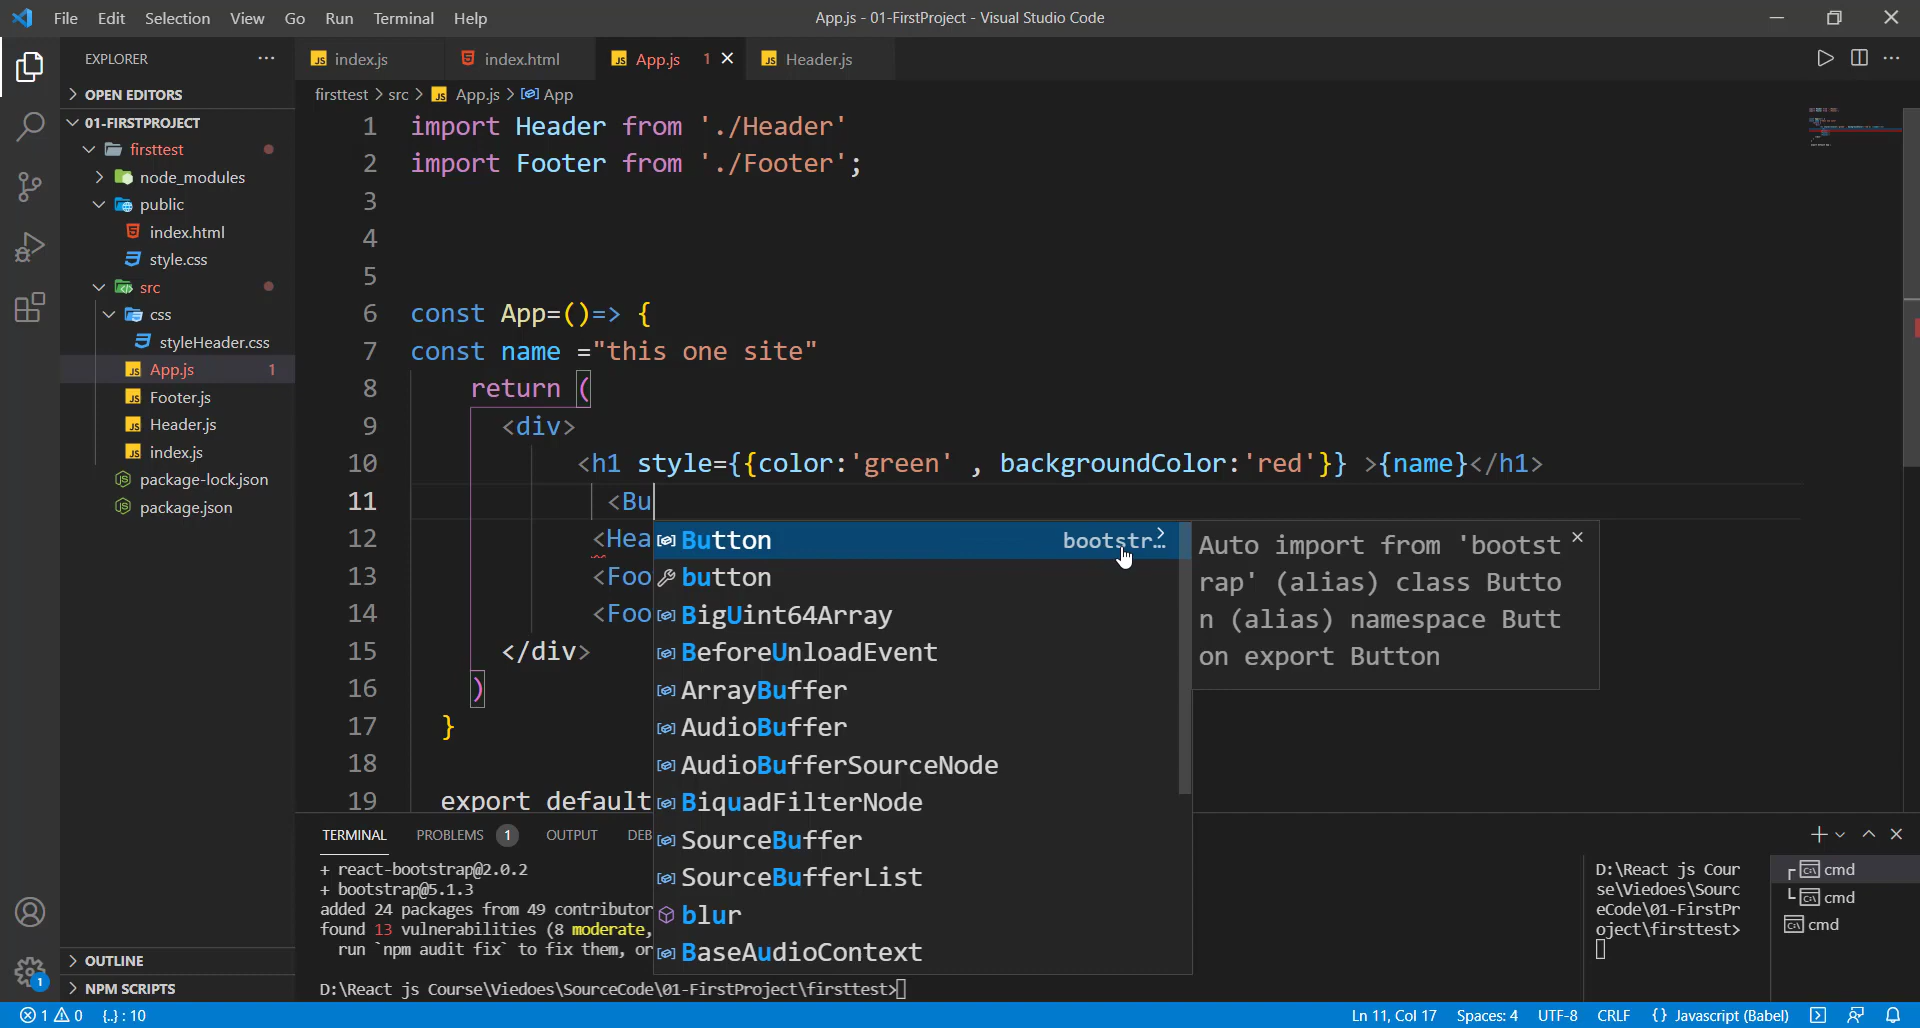 File Edit Selection View Go Run Terminal Help
App.js - 01-FirstProject - Visual Studio Code
EXPLORER
OPEN EDITORS
01-FIRSTPROJECT
firsttest
node_modules
public
index.html
style.css
src
css
styleHeader.css
App.js 1
Footer.js
Header.js
index.js
package-lock.json
package.json
OUTLINE
NPM SCRIPTS
index.js index.html App.js 1 Header.js
firsttest > src > App.js > App
1 import Header from './Header'
2 import Footer from './Footer';
3
4
5
6 const App=()=> {
7 const name ="this one site"
8 return (
9 <div>
10 <h1 style={{color:'green' , backgroundColor:'red'}} >{name}</h1>
11 <Bu
12 <Hea
13 <Foo
14 <Foo
15 </div>
16 )
17 }
18
19 export default
Button bootstr…
button
BigUint64Array
BeforeUnloadEvent
ArrayBuffer
AudioBuffer
AudioBufferSourceNode
BiquadFilterNode
SourceBuffer
SourceBufferList
blur
BaseAudioContext
Auto import from 'bootst
rap' (alias) class Butto
n (alias) namespace Butt
on export Button
TERMINAL PROBLEMS 1 OUTPUT DEB
+ react-bootstrap@2.0.2
+ bootstrap@5.1.3
added 24 packages from 49 contributor
found 13 vulnerabilities (8 moderate,
run `npm audit fix` to fix them, or
D:\React js Course\Viedoes\SourceCode\01-FirstProject\firsttest>
D:\React js Cour
se\Viedoes\Sourc
eCode\01-FirstPr
oject\firsttest>
cmd
cmd
cmd
1
1 0 {..} : 10
Ln 11, Col 17 Spaces: 4 UTF-8 CRLF {} Javascript (Babel)